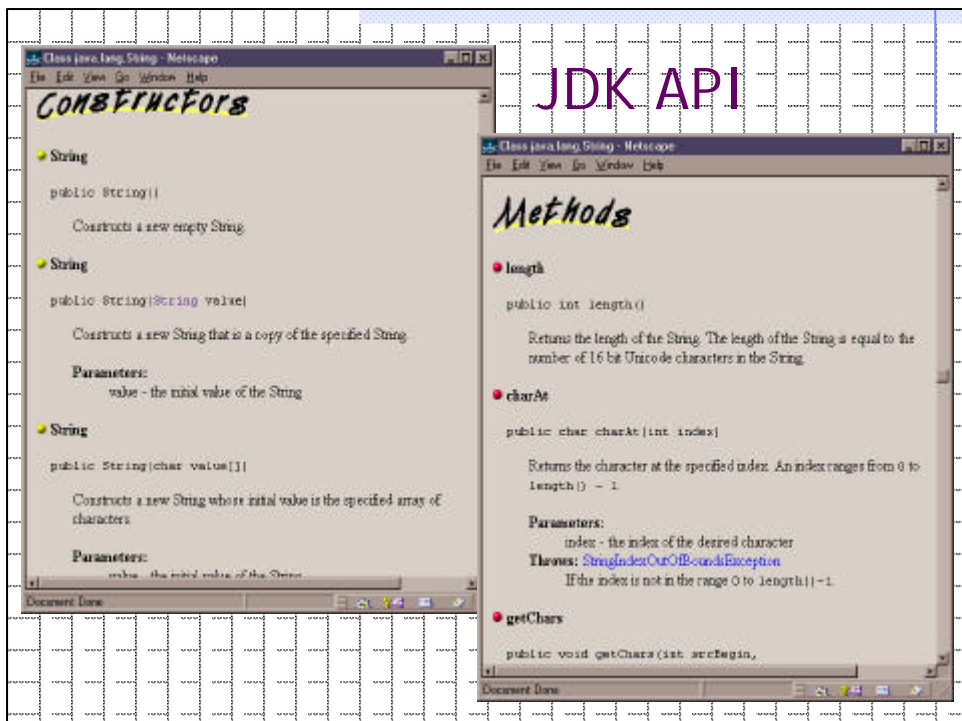 JDK API
Class java.lang.String - Netscape
File Edit View Go Window Help
Constructors
String
public String()
Constructs a new empty String.
String
public String(String value)
Constructs a new String that is a copy of the specified String.
Parameters:
value - the initial value of the String
String
public String(char value[])
Constructs a new String whose initial value is the specified array of
characters
Parameters:
value - the initial value of the String
Document Done
Class java.lang.String - Netscape
File Edit View Go Window Help
Methods
length
public int length()
Returns the length of the String. The length of the String is equal to the
number of 16 bit Unicode characters in the String.
charAt
public char charAt(int index)
Returns the character at the specified index. An index ranges from 0 to
length() - 1.
Parameters:
index - the index of the desired character
Throws: StringIndexOutOfBoundsException
If the index is not in the range 0 to length()-1.
getChars
public void getChars(int srcBegin,
Document Done